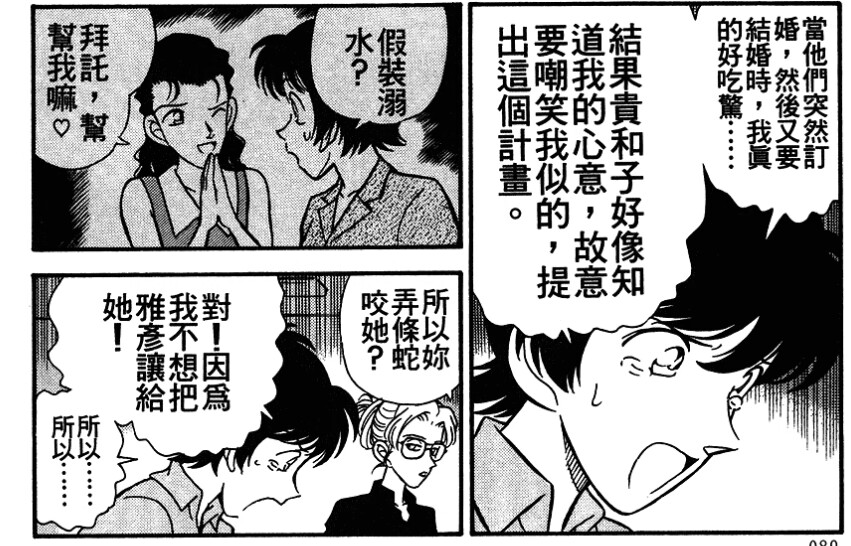 當他們突然訂
婚，然後又要
結婚時，我真
的好吃驚……
結果貴和子好像知
道我的心意，故意
要嘲笑我似的，提
出這個計畫。
假裝溺
水？
拜託，幫
幫我嘛♡
所以妳
弄條蛇
咬她？
對！因為
我不想把
雅彥讓給
她！
所以……
所以……